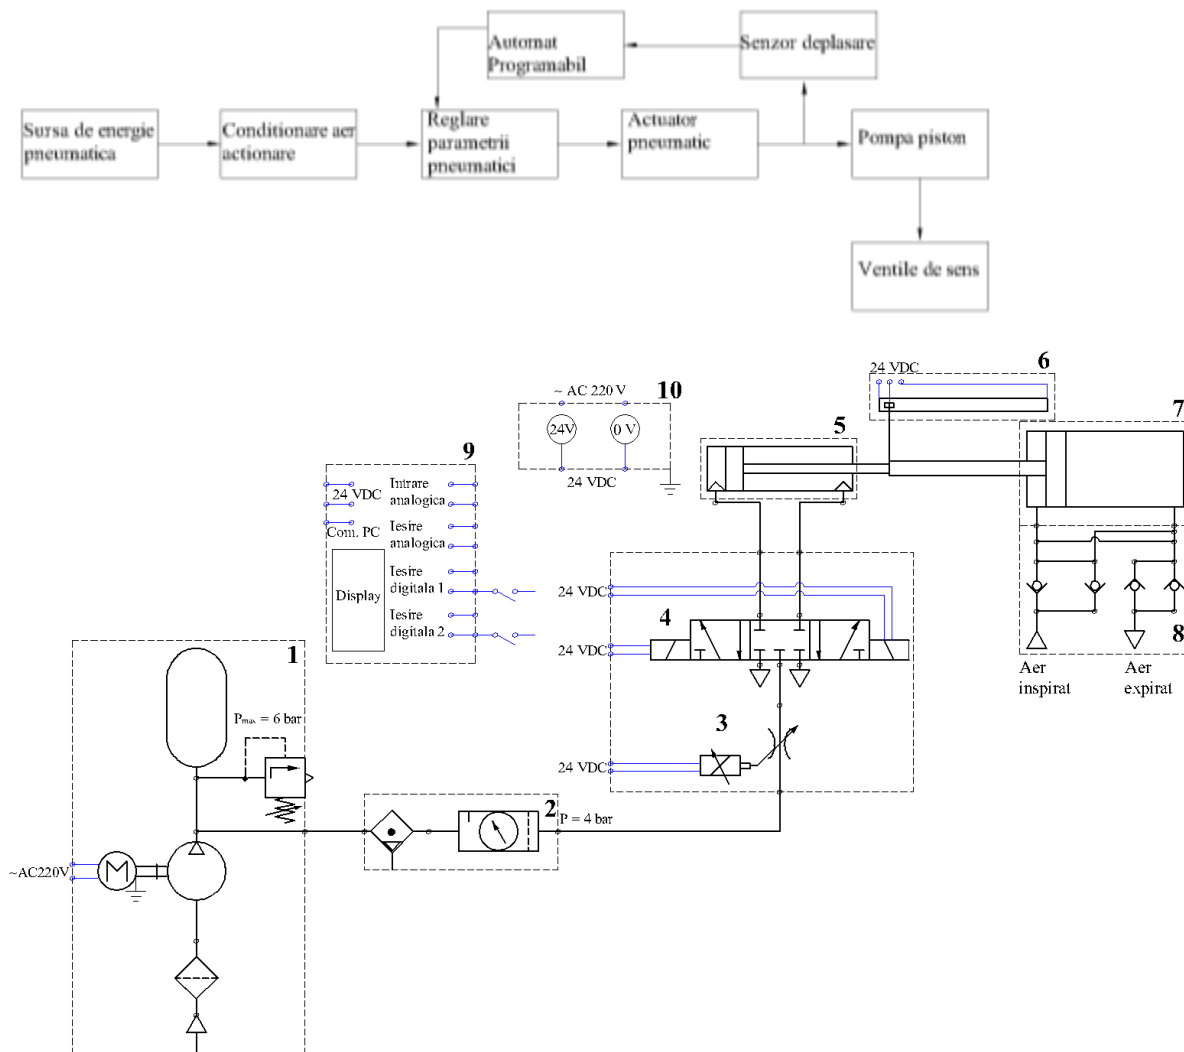 Automat
Programabil
Senzor deplasare
Sursa de energie
pneumatica
Conditionare aer
actionare
Reglare
parametrii
pneumatici
Actuator
pneumatic
Pompa piston
Ventile de sens
6
24 VDC
~ AC 220 V
10
7
5
24V
0 V
24 VDC
9
Intrare
analogica
24 VDC
Com. PC
Iesire
analogica
Iesire
digitala 1
Display
Iesire
digitala 2
24 VDC
4
24 VDC
8
Aer
inspirat
Aer
expirat
1
Pmax = 6 bar
3
24 VDC
2
P = 4 bar
M
~AC220V